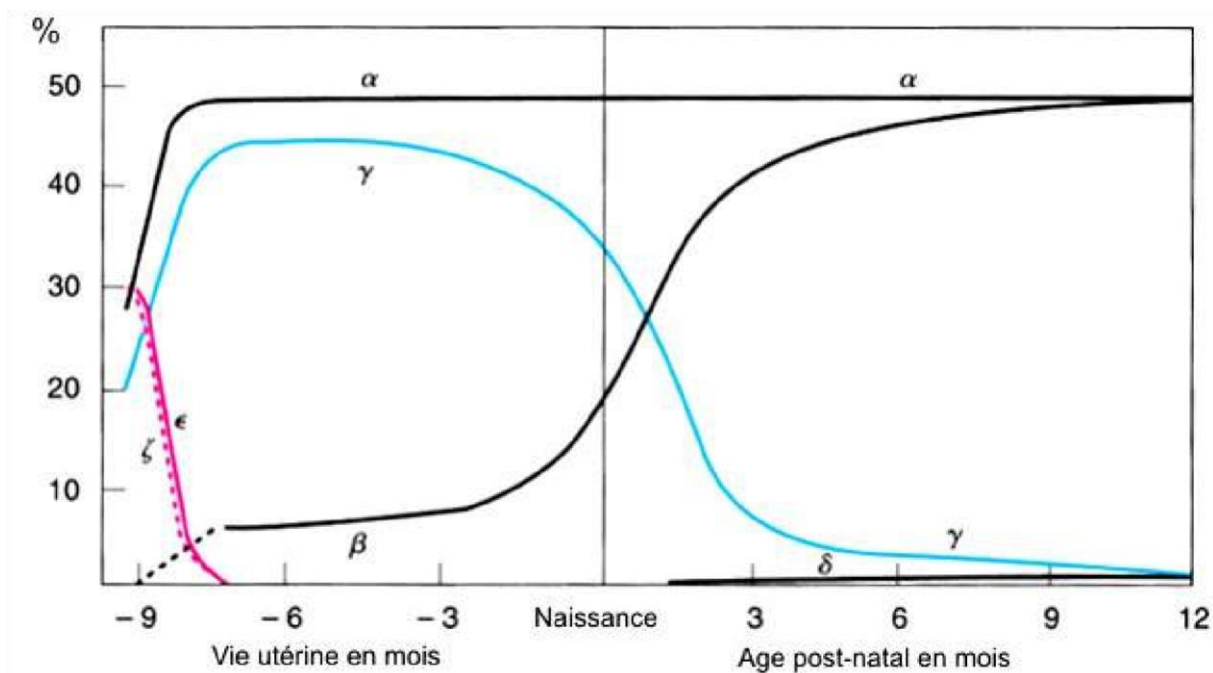 %
50
40
30
20
10
α
α
γ
ϵ
ζ
β
γ
δ
−9 −6 −3 Naissance 3 6 9 12
Vie utérine en mois Age post-natal en mois